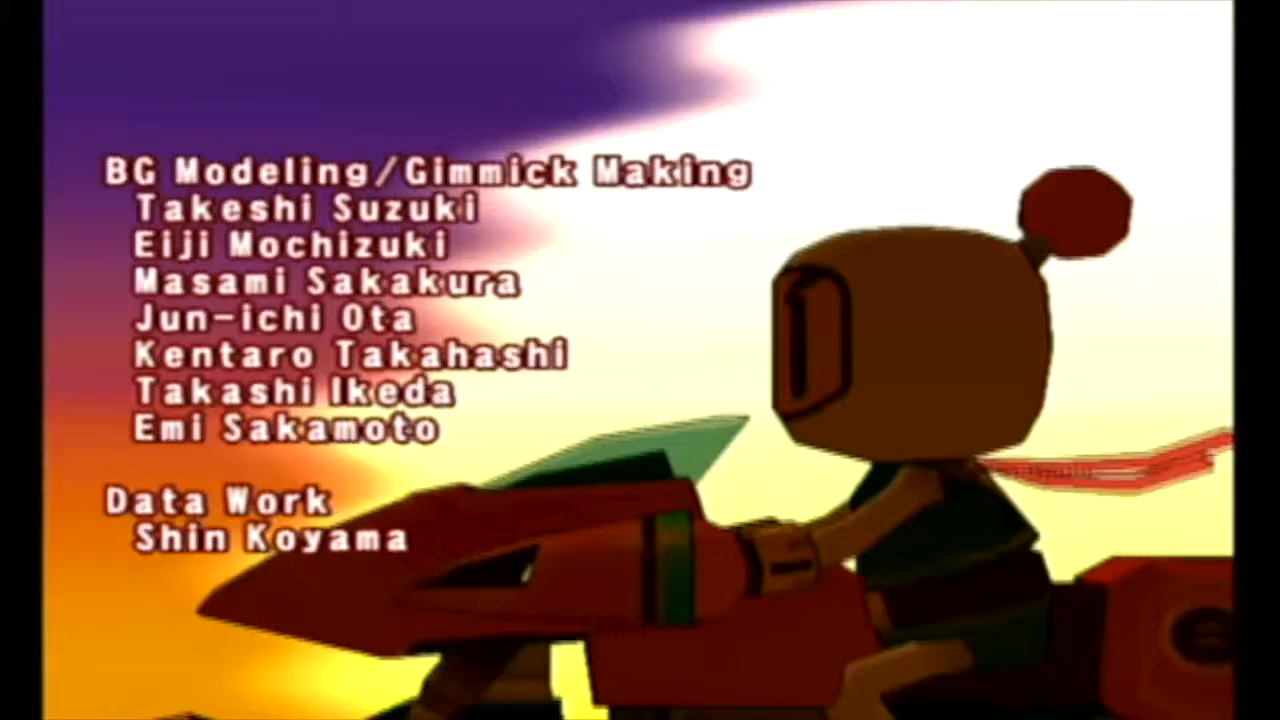 BG Modeling/Gimmick Making
Takeshi Suzuki
Eiji Mochizuki
Masami Sakakura
Jun-ichi Ota
Kentaro Takahashi
Takashi Ikeda
Emi Sakamoto
Data Work
Shin Koyama